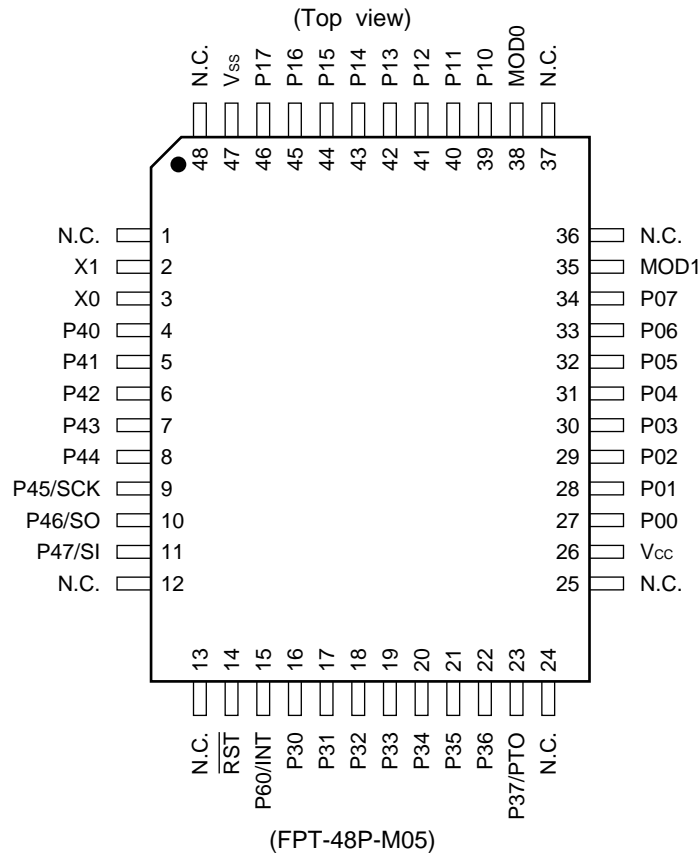 (Top view)
N.C.
Vss
P17
P16
P15
P14
P13
P12
P11
P10
MOD0
N.C.
48
47
46
45
44
43
42
41
40
39
38
37
N.C. 1
X1 2
X0 3
P40 4
P41 5
P42 6
P43 7
P44 8
P45/SCK 9
P46/SO 10
P47/SI 11
N.C. 12
36 N.C.
35 MOD1
34 P07
33 P06
32 P05
31 P04
30 P03
29 P02
28 P01
27 P00
26 Vcc
25 N.C.
13
14
15
16
17
18
19
20
21
22
23
24
N.C.
RST
P60/INT
P30
P31
P32
P33
P34
P35
P36
P37/PTO
N.C.
(FPT-48P-M05)